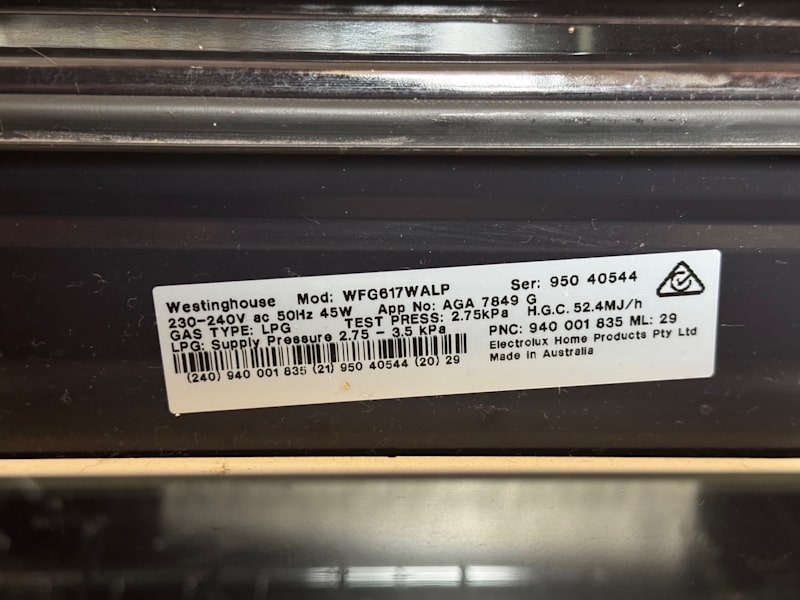 Westinghouse Mod: WFG617WALP Ser: 950 40544
230-240V ac 50Hz 45W App No: AGA 7849 G
GAS TYPE: LPG TEST PRESS: 2.75kPa H.G.C. 52.4MJ/h
LPG: Supply Pressure 2.75 - 3.5 kPa PNC: 940 001 835 ML: 29
Electrolux Home Products Pty Ltd
Made in Australia
(240) 940 001 835 (21) 950 40544 (20) 29